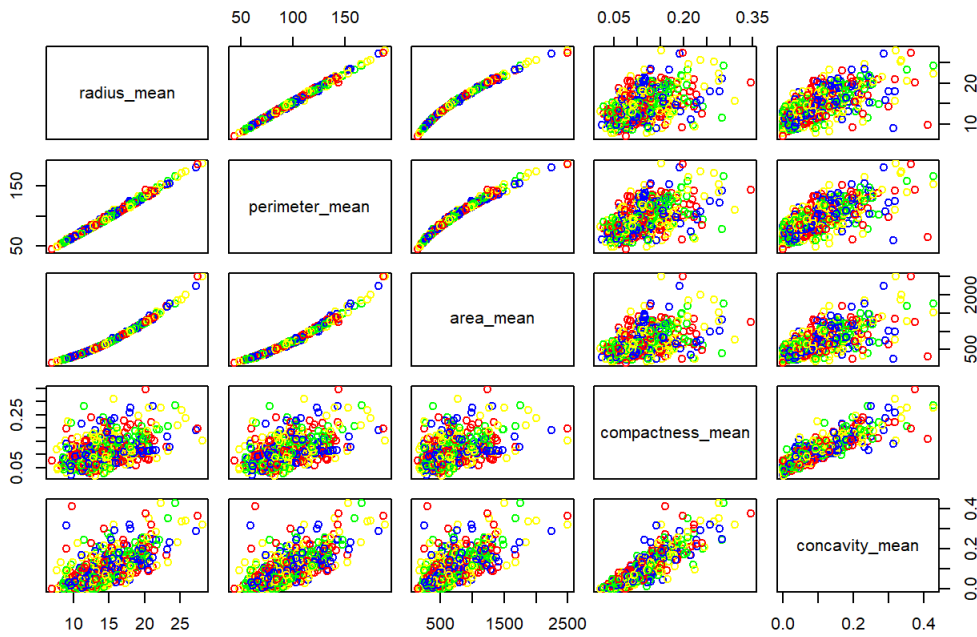 50 100 150
0.05 0.20 0.35
radius_mean
10 20
50 150
perimeter_mean
area_mean
500 2000
0.05 0.25
compactness_mean
concavity_mean
0.0 0.2 0.4
10 15 20 25
500 1500 2500
0.0 0.2 0.4